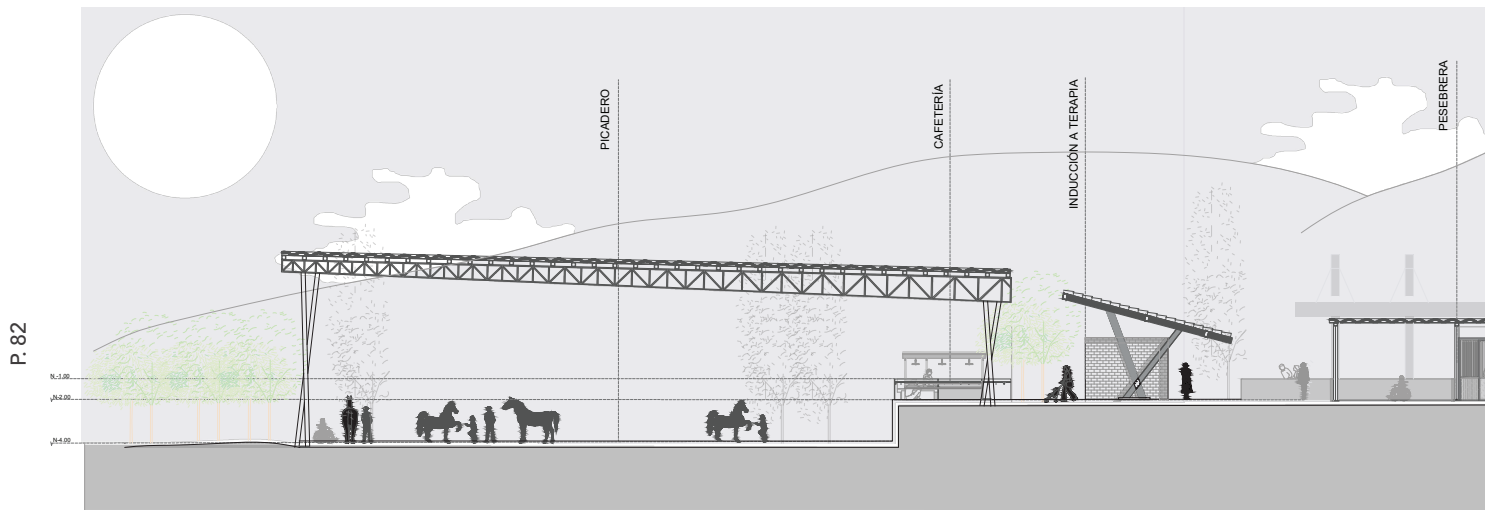 P. 82
PICADERO
CAFETERÍA
INDUCCIÓN A TERAPIA
PESEBRERA
N.-1.00
N-2.00
N-4.00